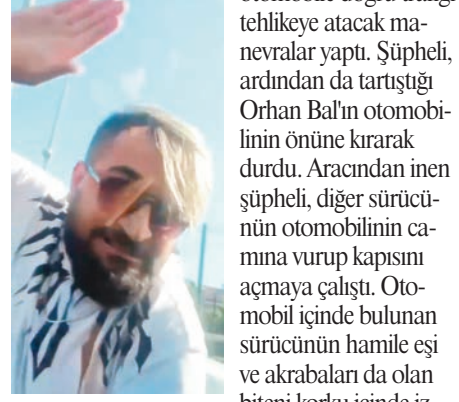 tehlikeye atacak ma-
nevralar yaptı. Şüpheli,
ardından da tartıştığı
Orhan Bal'ın otomobi-
linin önüne kırarak
durdu. Aracından inen
şüpheli, diğer sürücü-
nün otomobilinin ca-
mına vurup kapısını
açmaya çalıştı. Oto-
mobil içinde bulunan
sürücünün hamile eşi
ve akrabaları da olan
biteni korku içinde iz-